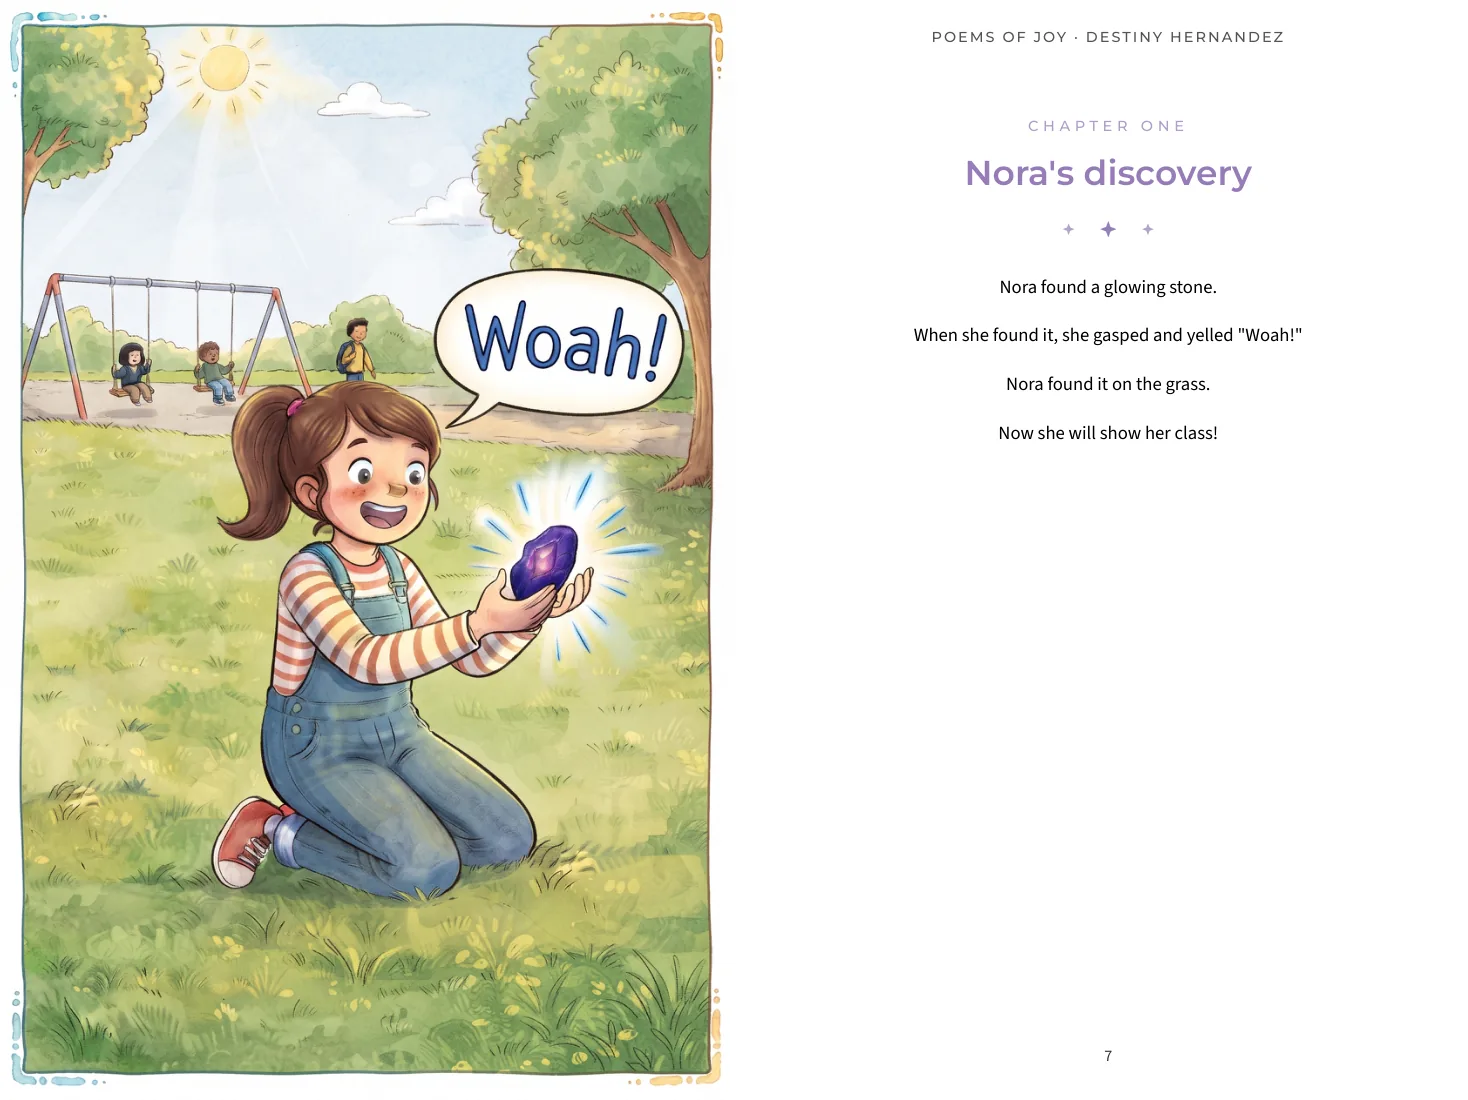 Woah!
POEMS OF JOY · DESTINY HERNANDEZ
CHAPTER ONE
Nora's discovery
Nora found a glowing stone.
When she found it, she gasped and yelled "Woah!"
Nora found it on the grass.
Now she will show her class!
7